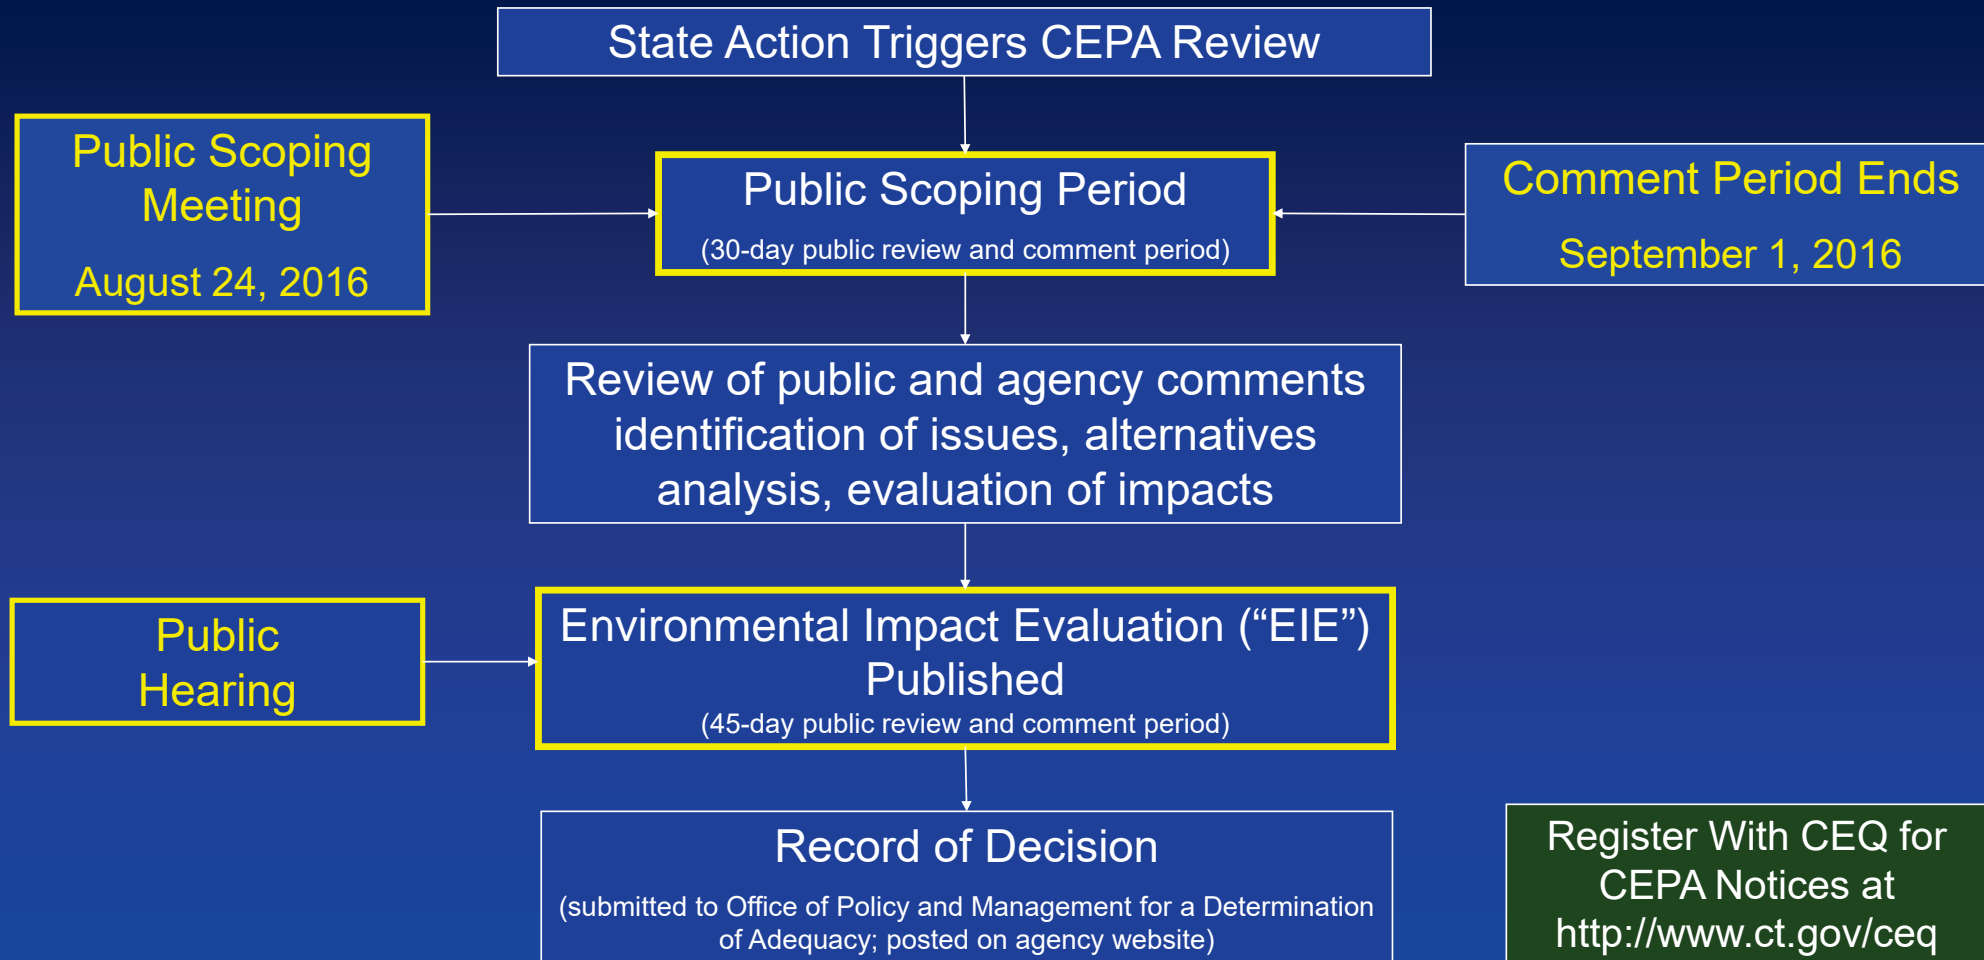 State Action Triggers CEPA Review
Public Scoping
Meeting
August 24, 2016
Public Scoping Period
(30-day public review and comment period)
Comment Period Ends
September 1, 2016
Review of public and agency comments
identification of issues, alternatives
analysis, evaluation of impacts
Public
Hearing
Environmental Impact Evaluation (“EIE”)
Published
(45-day public review and comment period)
Record of Decision
(submitted to Office of Policy and Management for a Determination
of Adequacy; posted on agency website)
Register With CEQ for
CEPA Notices at
http://www.ct.gov/ceq